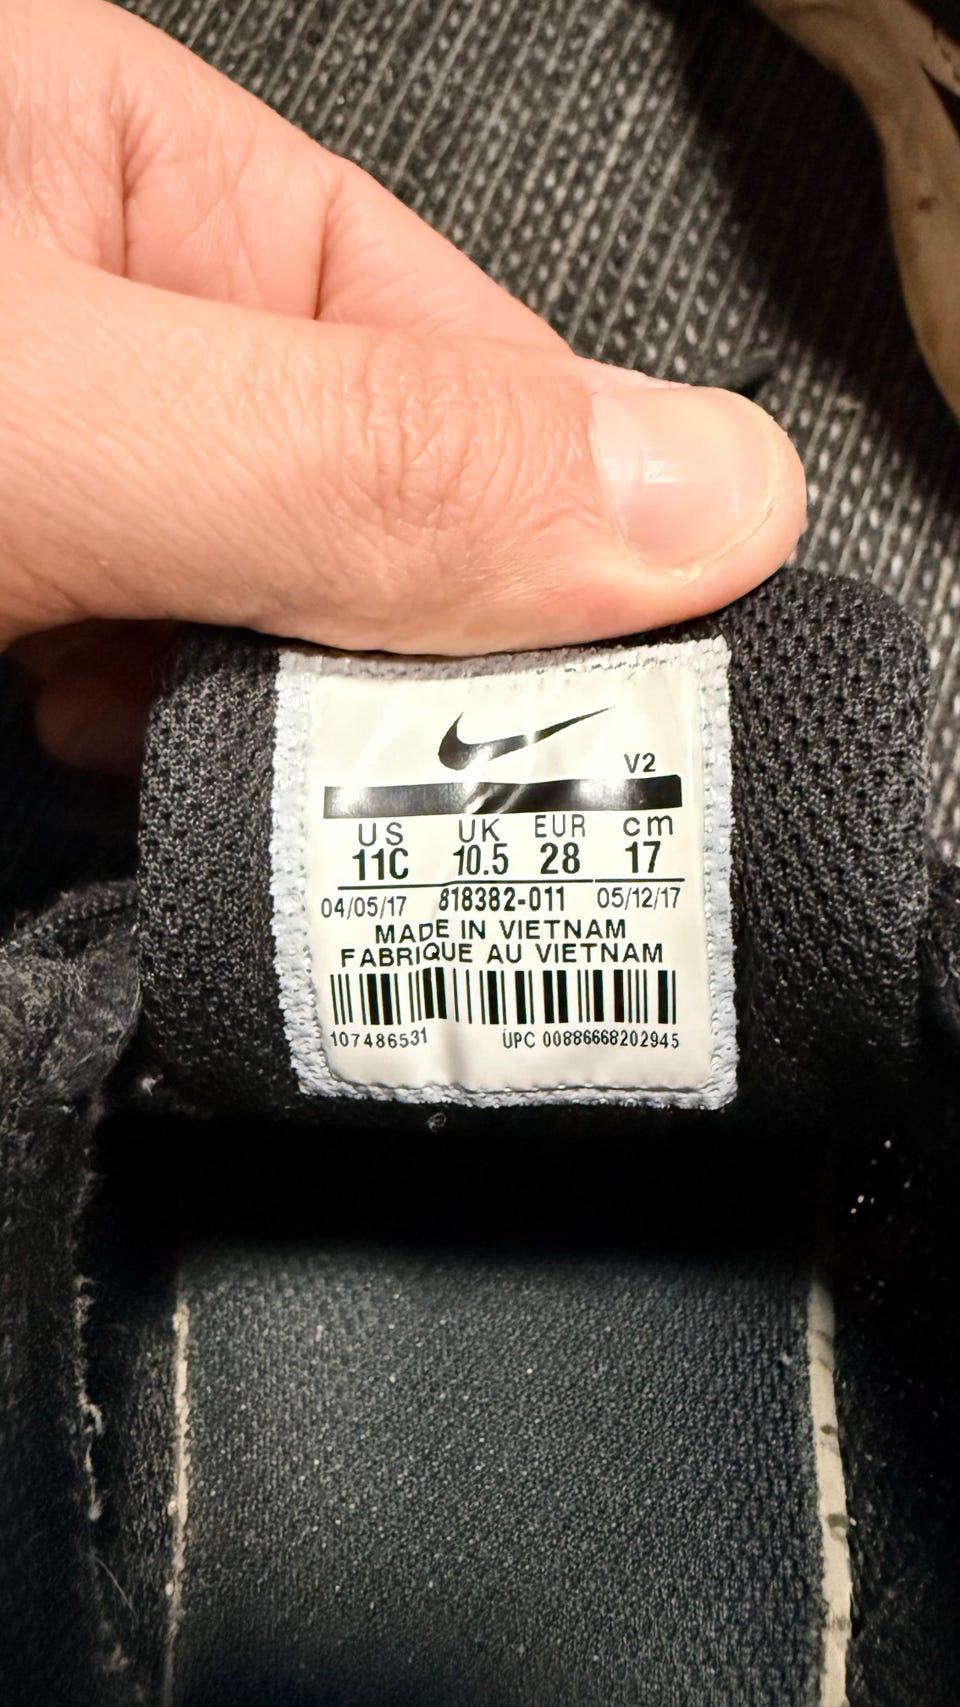 V2
US UK EUR cm
11C 10.5 28 17
04/05/17 818382-011 05/12/17
MADE IN VIETNAM
FABRIQUE AU VIETNAM
107486531 UPC 00886668202945